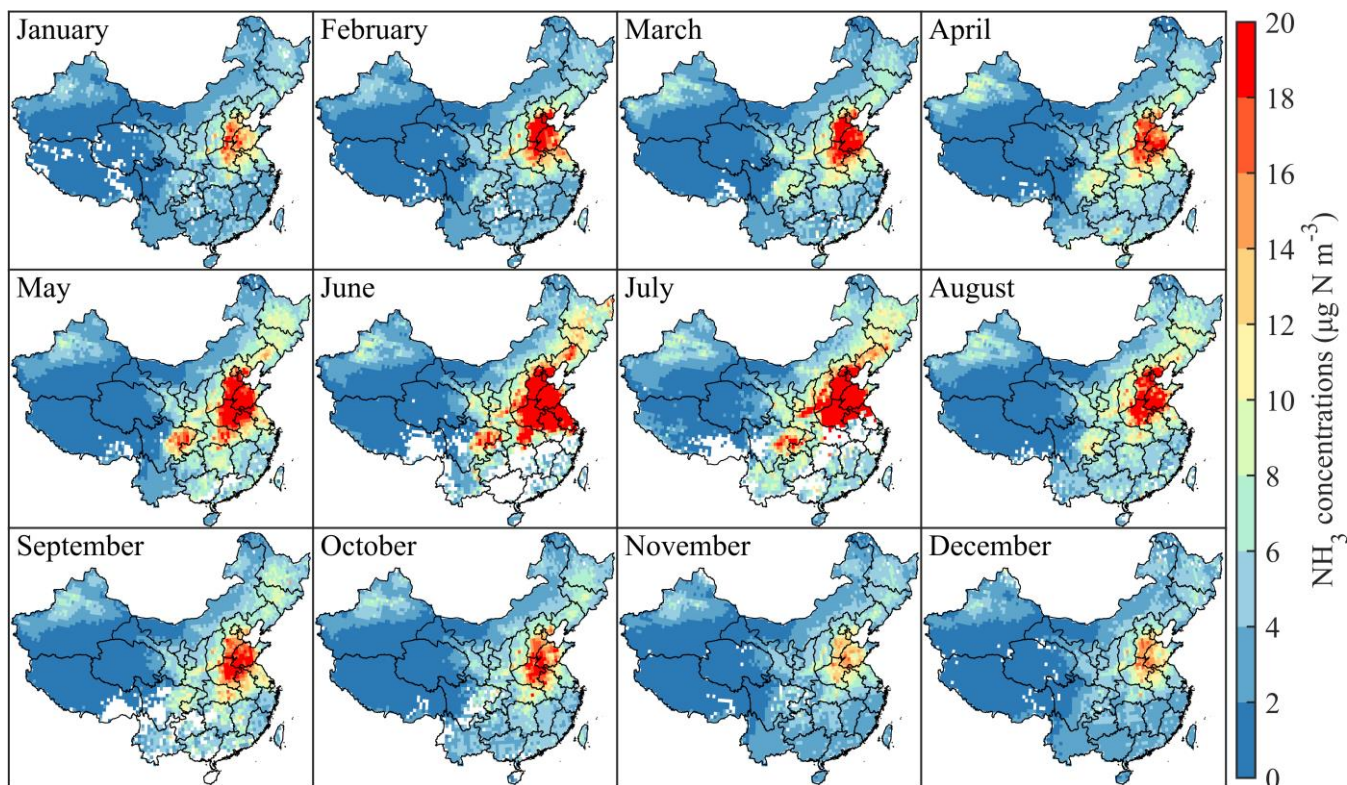 January
February
March
April
May
June
July
August
September
October
November
December
20
18
16
14
12
10
8
6
4
2
0
NH₃ concentrations (µg N m⁻³)